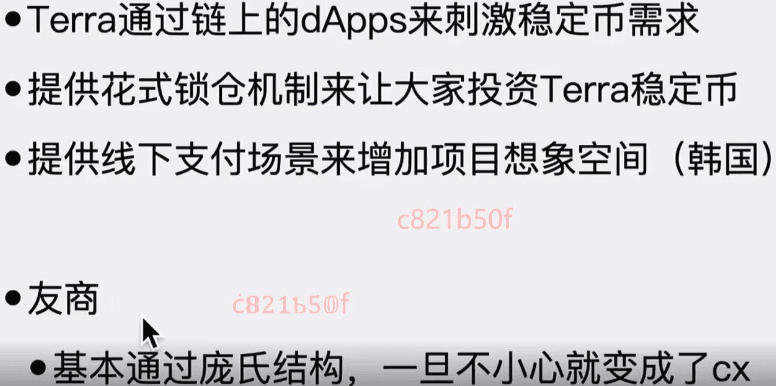 •Terra通过链上的dApps来刺激稳定币需求
•提供花式锁仓机制来让大家投资Terra稳定币
•提供线下支付场景来增加项目想象空间（韩国）
c821b50f
•友商
ċ821b5𝟘f
•基本通过庞氏结构，一旦不小心就变成了cx